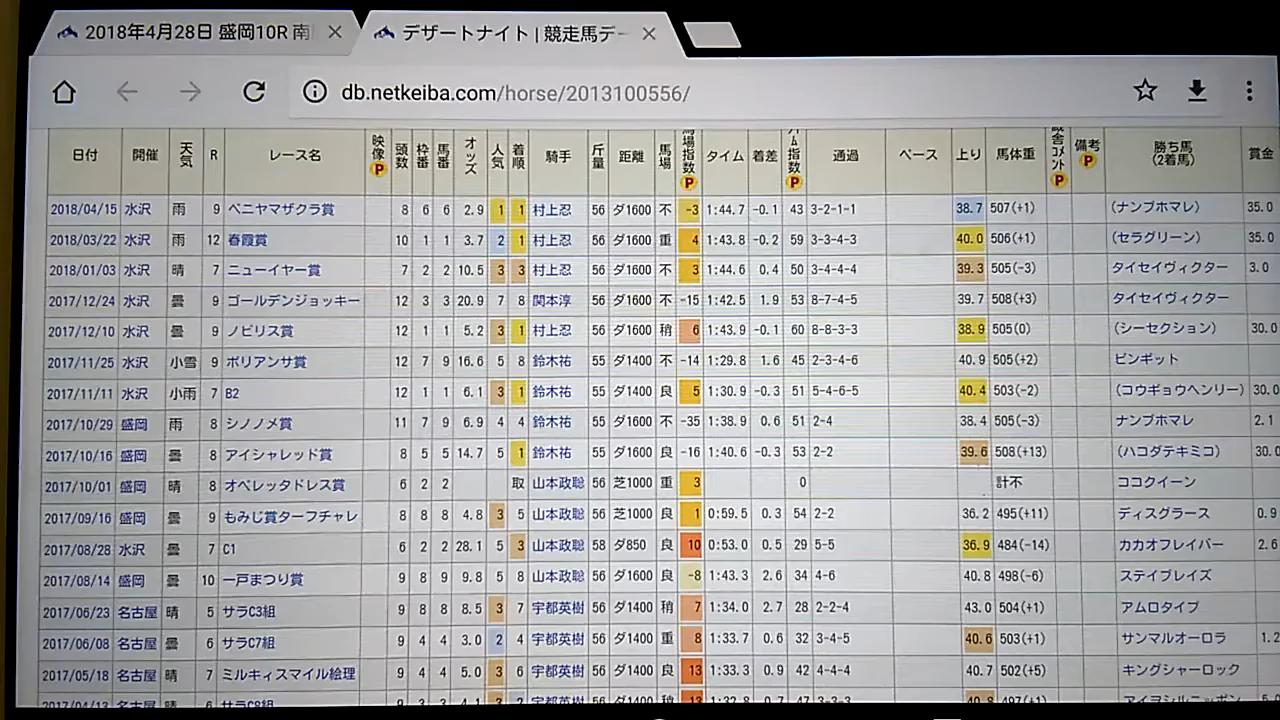 2018年4月28日 盛岡10R 南
デザートナイト | 競走馬デー
db.netkeiba.com/horse/2013100556/
日付 開催 天気 R レース名 映像 P 頭数 枠番 馬番 オッズ 人気 着順 騎手 斤量 距離 馬場 馬場指数 P タイム 着差 イム指数 P 通過 ペース 上り 馬体重 厩舎コメント P 備考 P 勝ち馬(2着馬) 賞金
2018/04/15 水沢 雨 9 ベニヤマザクラ賞 8 6 6 2.9 1 1 村上忍 56 ダ1600 不 -3 1:44.7 -0.1 43 3-2-1-1 38.7 507(+1) (ナンブホマレ) 35.0
2018/03/22 水沢 雨 12 春霞賞 10 1 1 3.7 2 1 村上忍 56 ダ1600 重 4 1:43.8 -0.2 59 3-3-4-3 40.0 506(+1) (セラグリーン) 35.0
2018/01/03 水沢 晴 7 ニューイヤー賞 7 2 2 10.5 3 3 村上忍 56 ダ1600 不 3 1:44.6 0.4 50 3-4-4-4 39.3 505(-3) タイセイヴィクター 3.0
2017/12/24 水沢 曇 9 ゴールデンジョッキー 12 3 3 20.9 7 8 関本淳 56 ダ1600 不 -15 1:42.5 1.9 53 8-7-4-5 39.7 508(+3) タイセイヴィクター
2017/12/10 水沢 曇 9 ノビリス賞 12 1 1 5.2 3 1 村上忍 56 ダ1600 稍 6 1:43.9 -0.1 60 8-8-3-3 38.9 505(0) (シーセクション) 30.0
2017/11/25 水沢 小雪 9 ポリアンサ賞 12 7 9 16.6 5 8 鈴木祐 55 ダ1400 不 -14 1:29.8 1.6 45 2-3-4-6 40.9 505(+2) ピンギット
2017/11/11 水沢 小雨 7 B2 12 1 1 6.1 3 1 鈴木祐 55 ダ1400 良 5 1:30.9 -0.3 51 5-4-6-5 40.4 503(-2) (コウギョウヘンリー) 30.0
2017/10/29 盛岡 雨 8 シノノメ賞 11 7 9 6.9 4 4 鈴木祐 55 ダ1600 不 -35 1:38.9 0.6 51 2-4 38.4 505(-3) ナンブホマレ 2.1
2017/10/16 盛岡 曇 8 アイシャレッド賞 8 5 5 14.7 5 1 鈴木祐 55 ダ1600 良 -16 1:40.6 -0.3 53 2-2 39.6 508(+13) (ハコダテキミコ) 30.0
2017/10/01 盛岡 晴 8 オペレッタドレス賞 6 2 2 取 山本政聡 56 芝1000 重 3 0 計不 ココクイーン
2017/09/16 盛岡 曇 9 もみじ賞ターフチャレ 8 8 8 4.8 3 5 山本政聡 56 芝1000 良 1 0:59.5 0.3 54 2-2 36.2 495(+11) ディスグラース 0.9
2017/08/28 水沢 曇 7 C1 6 2 2 28.1 5 3 山本政聡 58 ダ850 良 10 0:53.0 0.5 29 5-5 36.9 484(-14) カカオフレイバー 2.6
2017/08/14 盛岡 曇 10 一戸まつり賞 9 8 9 9.8 5 8 山本政聡 56 ダ1600 良 -8 1:43.3 2.6 34 4-6 40.8 498(-6) ステイブレイズ
2017/06/23 名古屋 晴 5 サラC3組 9 8 8 8.5 3 7 宇都英樹 56 ダ1400 稍 7 1:34.0 2.7 28 2-2-4 43.0 504(+1) アムロタイプ
2017/06/08 名古屋 曇 6 サラC7組 9 4 4 3.0 2 4 宇都英樹 56 ダ1400 重 8 1:33.7 0.6 32 3-4-5 40.6 503(+1) サンマルオーロラ 1.2
2017/05/18 名古屋 晴 7 ミルキィスマイル絵理 9 4 4 5.0 3 6 宇都英樹 56 ダ1400 良 13 1:33.3 0.9 42 4-4-4 40.7 502(+5) キングシャーロック
2017/04/13 名古屋 晴 6 サラC8組 宇都英樹 56 ダ1400